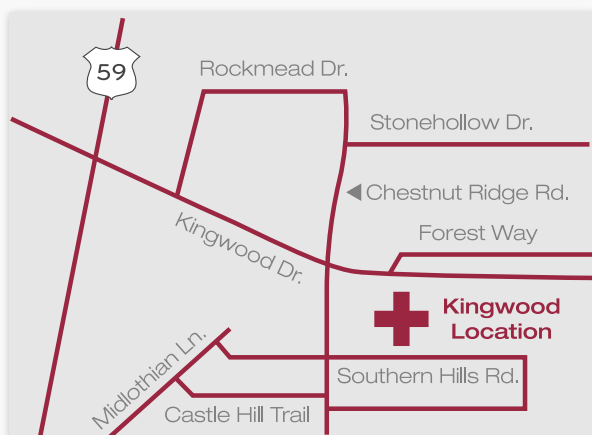 59
Rockmead Dr.
Stonehollow Dr.
Chestnut Ridge Rd.
Forest Way
Kingwood Dr.
Kingwood
Location
Midlothian Ln.
Southern Hills Rd.
Castle Hill Trail